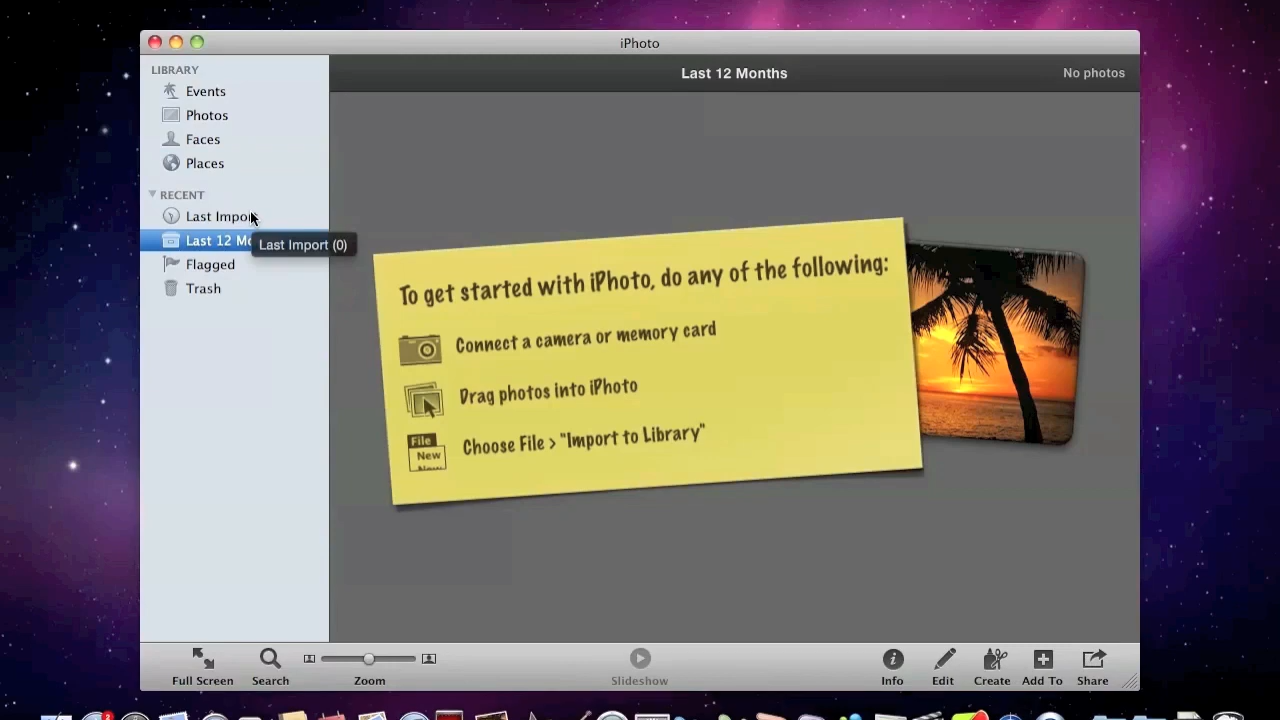 iPhoto
LIBRARY
Events
Photos
Faces
Places
RECENT
Last Import
Last 12 Mo
Flagged
Trash
Last Import (0)
Last 12 Months
No photos
To get started with iPhoto, do any of the following:
Connect a camera or memory card
Drag photos into iPhoto
File
New
Choose File > "Import to Library"
Full Screen
Search
Zoom
Slideshow
Info
Edit
Create
Add To
Share
2